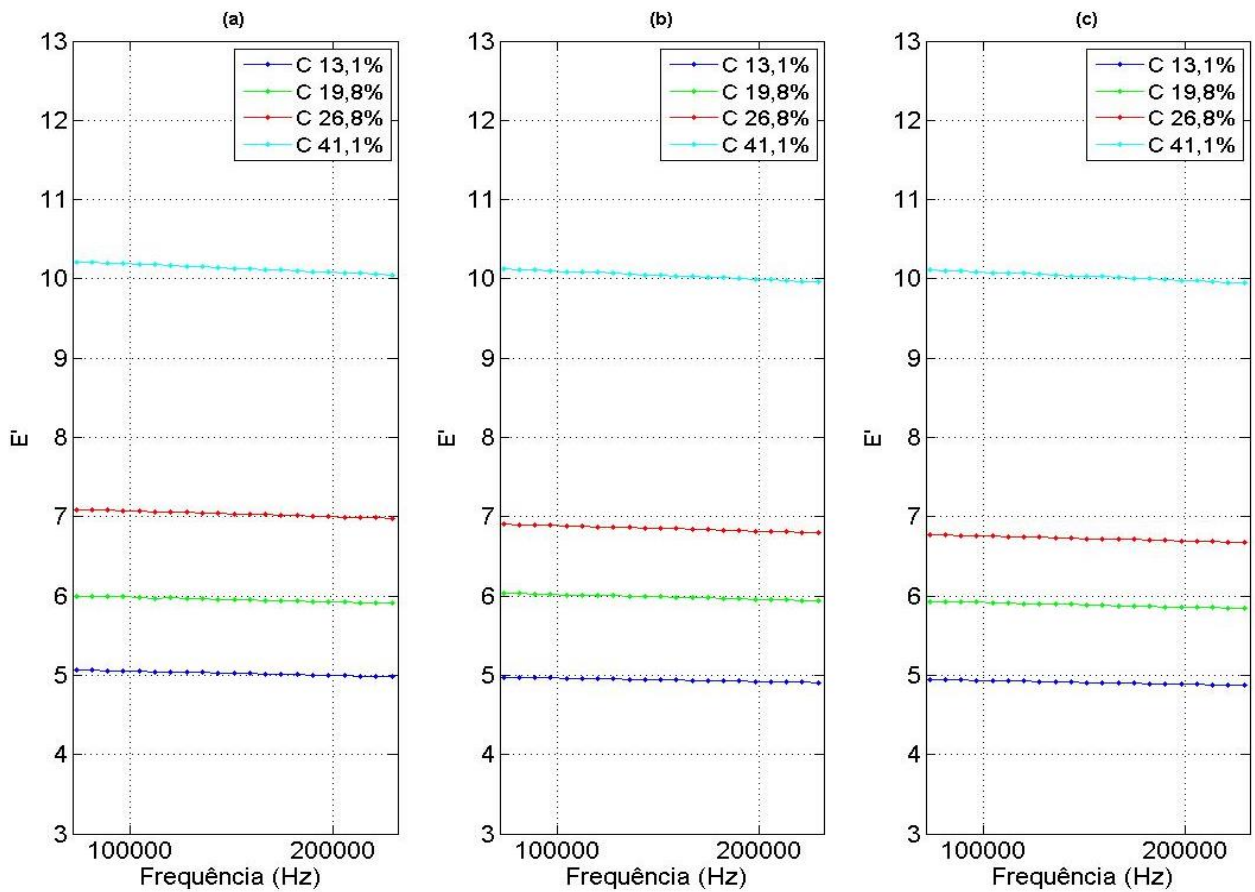 (a)
13
12
11
10
9
8
7
6
5
4
3
E'
C 13,1%
C 19,8%
C 26,8%
C 41,1%
100000
200000
Frequência (Hz)
(b)
13
12
11
10
9
8
7
6
5
4
3
E'
C 13,1%
C 19,8%
C 26,8%
C 41,1%
100000
200000
Frequência (Hz)
(c)
13
12
11
10
9
8
7
6
5
4
3
E'
C 13,1%
C 19,8%
C 26,8%
C 41,1%
100000
200000
Frequência (Hz)